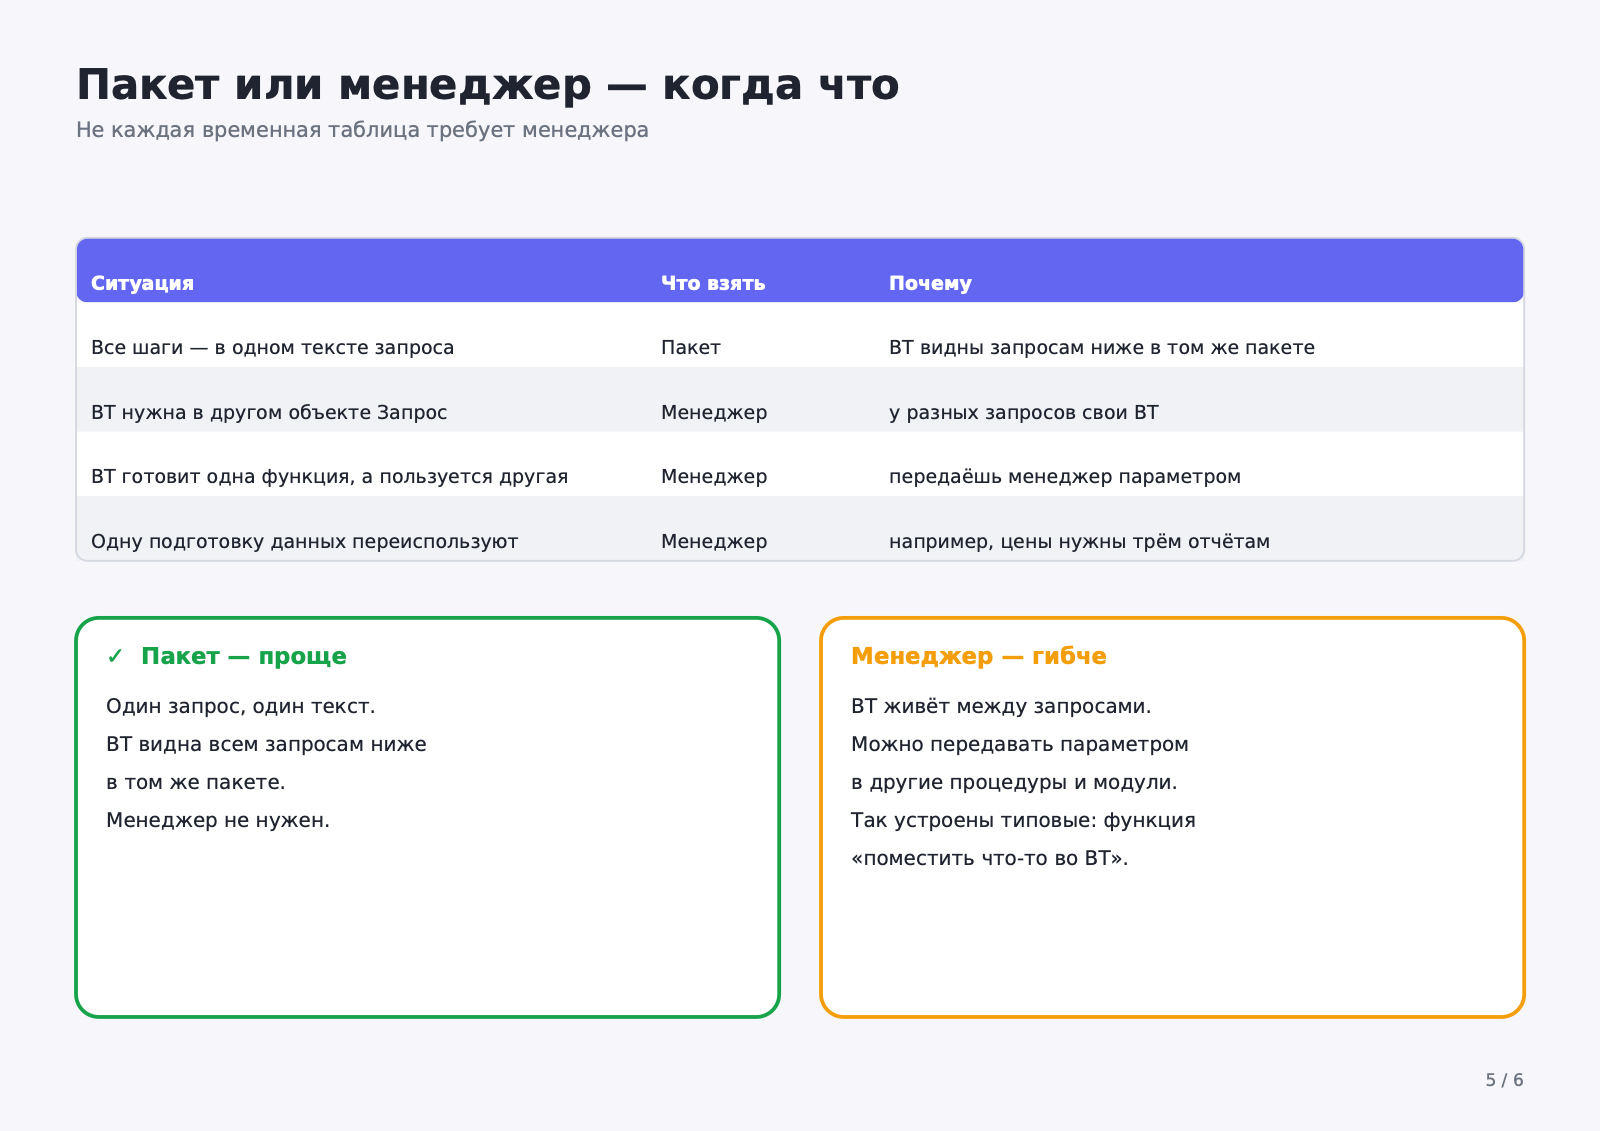 Пакет или менеджер — когда что
Не каждая временная таблица требует менеджера
Ситуация Что взять Почему
Все шаги — в одном тексте запроса Пакет ВТ видны запросам ниже в том же пакете
ВТ нужна в другом объекте Запрос Менеджер у разных запросов свои ВТ
ВТ готовит одна функция, а пользуется другая Менеджер передаёшь менеджер параметром
Одну подготовку данных переиспользуют Менеджер например, цены нужны трём отчётам
✓ Пакет — проще
Один запрос, один текст.
ВТ видна всем запросам ниже
в том же пакете.
Менеджер не нужен.
Менеджер — гибче
ВТ живёт между запросами.
Можно передавать параметром
в другие процедуры и модули.
Так устроены типовые: функция
«поместить что-то во ВТ».
5 / 6